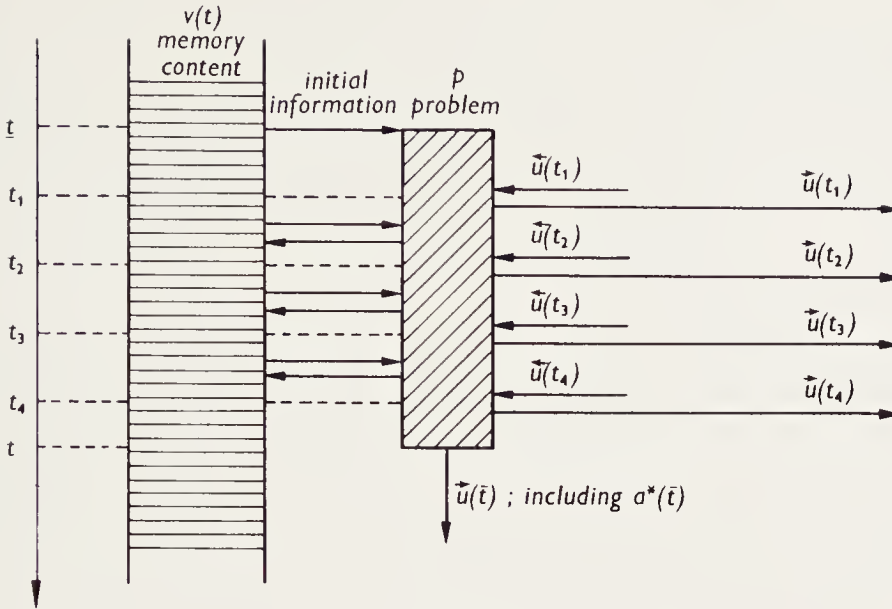 v(t)
memory
content
initial
information
p
problem
t̲
t₁
t₂
t₃
t₄
t
u⃖(t₁)
u⃗(t₁)
u⃖(t₂)
u⃗(t₂)
u⃖(t₃)
u⃗(t₃)
u⃖(t₄)
u⃗(t₄)
u⃗(t̄) ; including a*(t̄)